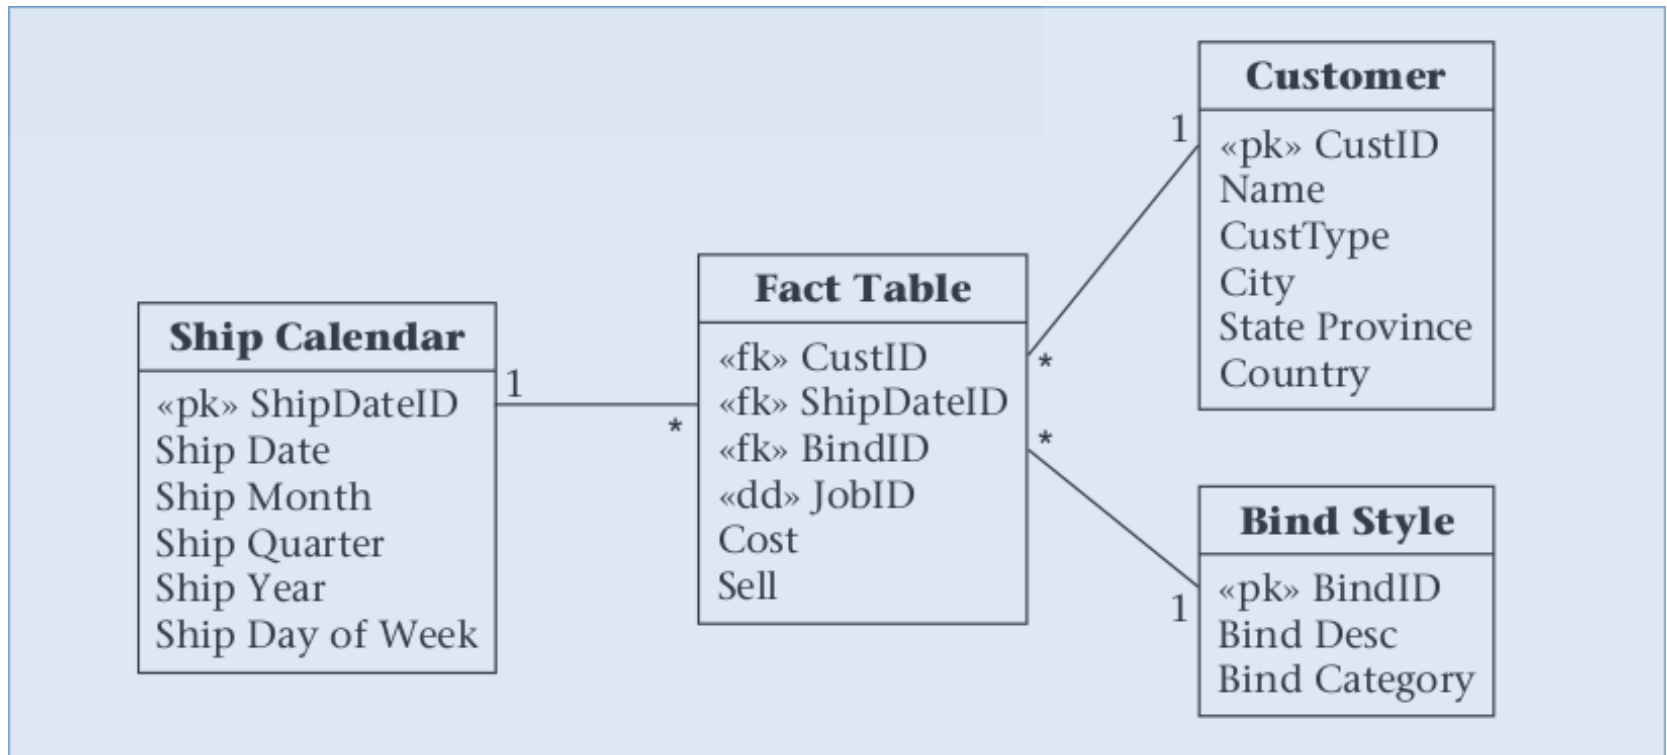 Customer
«pk» CustID
Name
CustType
City
State Province
Country
1
*
Fact Table
«fk» CustID
«fk» ShipDateID
«fk» BindID
«dd» JobID
Cost
Sell
Ship Calendar
«pk» ShipDateID
Ship Date
Ship Month
Ship Quarter
Ship Year
Ship Day of Week
1
*
*
1
Bind Style
«pk» BindID
Bind Desc
Bind Category